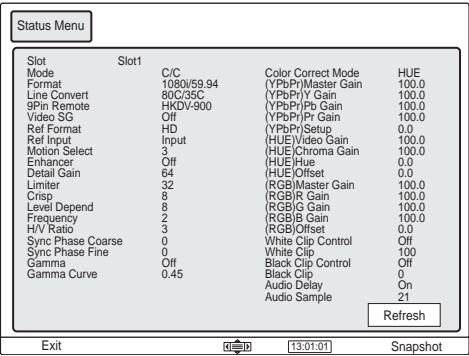 Status Menu
Slot Slot1
Mode C/C
Format 1080i/59.94
Line Convert 80C/35C
9Pin Remote HKDV-900
Video SG Off
Ref Format HD
Ref Input Input
Motion Select 3
Enhancer Off
Detail Gain 64
Limiter 32
Crisp 8
Level Depend 8
Frequency 2
H/V Ratio 3
Sync Phase Coarse 0
Sync Phase Fine 0
Gamma Off
Gamma Curve 0.45
Color Correct Mode HUE
(YPbPr)Master Gain 100.0
(YPbPr)Y Gain 100.0
(YPbPr)Pb Gain 100.0
(YPbPr)Pr Gain 100.0
(YPbPr)Setup 0.0
(HUE)Video Gain 100.0
(HUE)Chroma Gain 100.0
(HUE)Hue 0.0
(HUE)Offset 0.0
(RGB)Master Gain 100.0
(RGB)R Gain 100.0
(RGB)G Gain 100.0
(RGB)B Gain 100.0
(RGB)Offset 0.0
White Clip Control Off
White Clip 100
Black Clip Control Off
Black Clip 0
Audio Delay On
Audio Sample 21
Refresh
Exit 13:01:01 Snapshot